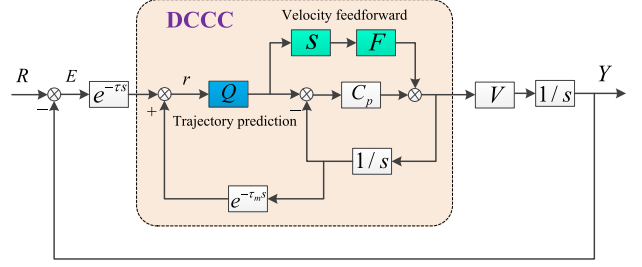 DCCC
Velocity feedforward
s
F
R
E
e^{-τs}
r
Q
C_p
V
1/s
Y
−
+
−
Trajectory prediction
1/s
e^{-τ_m s}